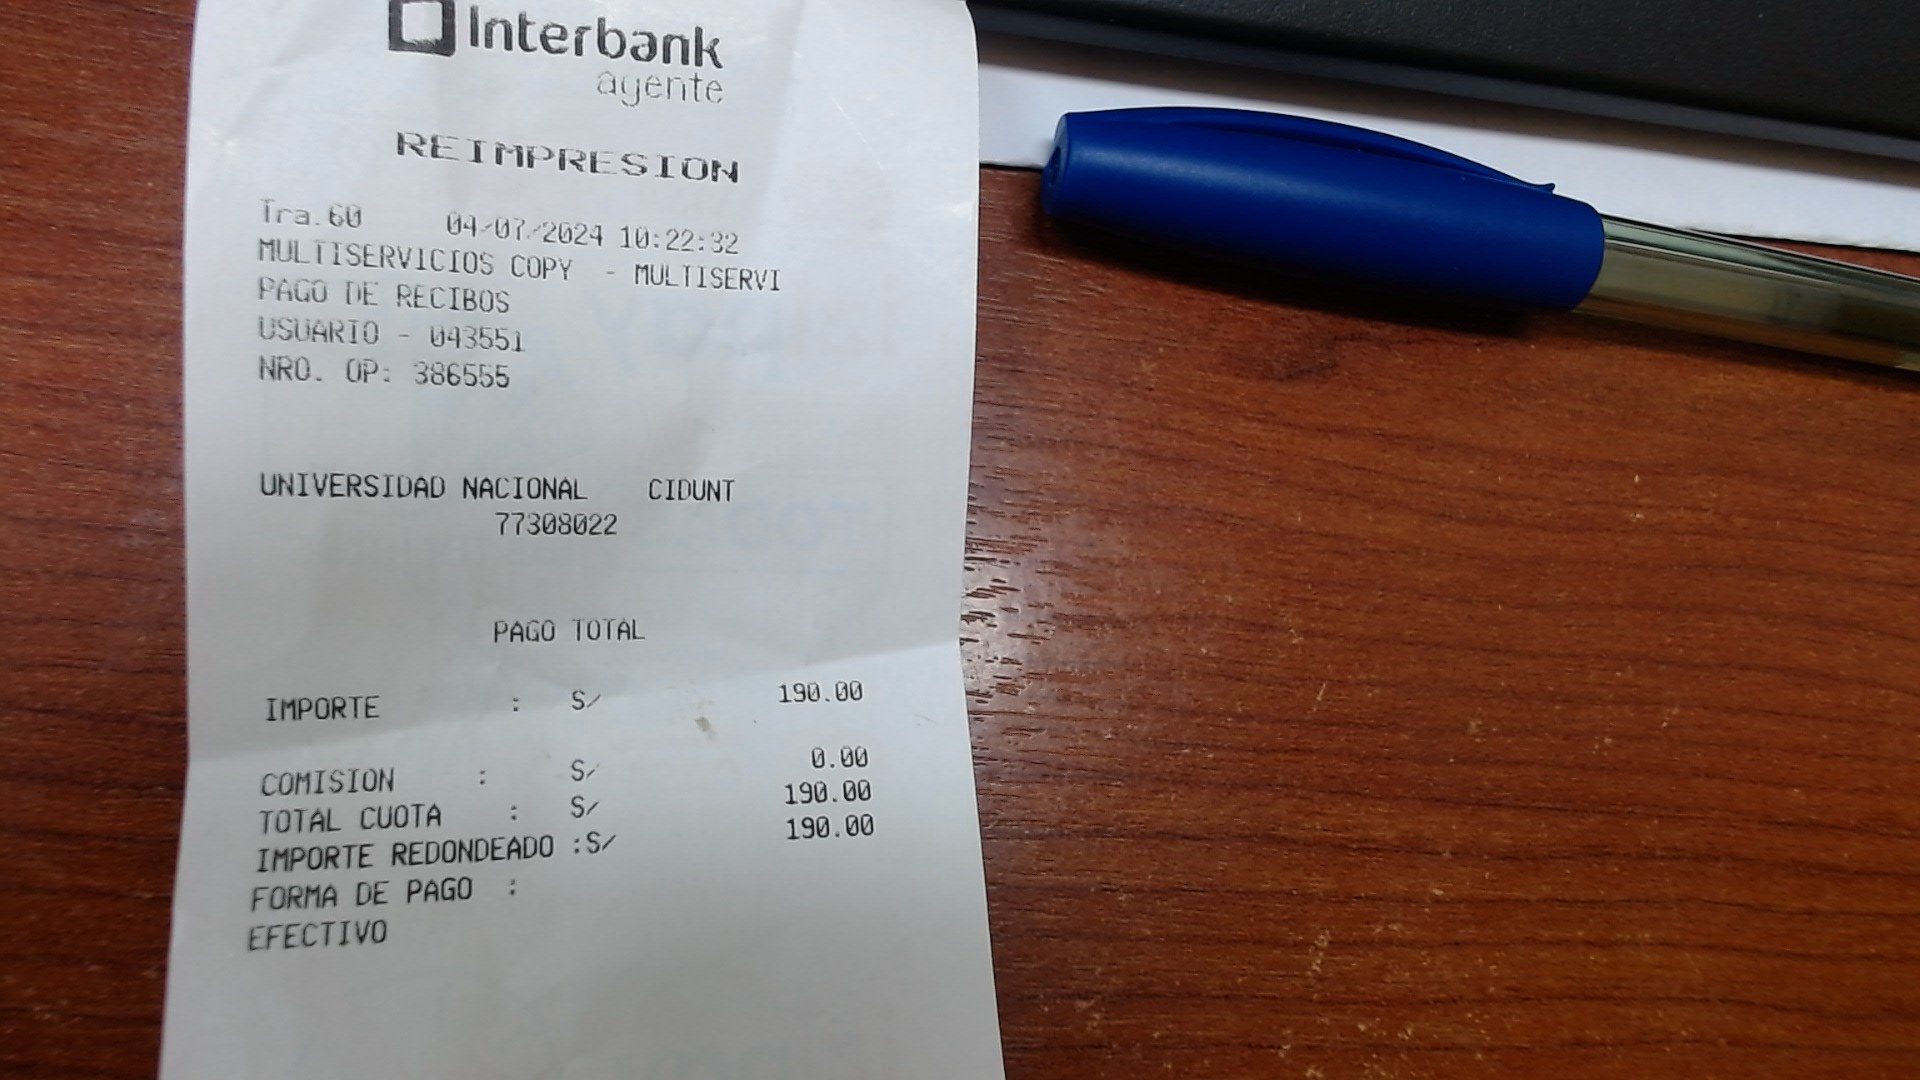 Interbank
agente
REIMPRESION
Tra.60 04/07/2024 10:22:32
MULTISERVICIOS COPY - MULTISERVI
PAGO DE RECIBOS
USUARIO - 043551
NRO. OP: 386555
UNIVERSIDAD NACIONAL CIDUNT
77308022
PAGO TOTAL
IMPORTE : S/ 190.00
COMISION : S/ 0.00
TOTAL CUOTA : S/ 190.00
IMPORTE REDONDEADO :S/ 190.00
FORMA DE PAGO :
EFECTIVO